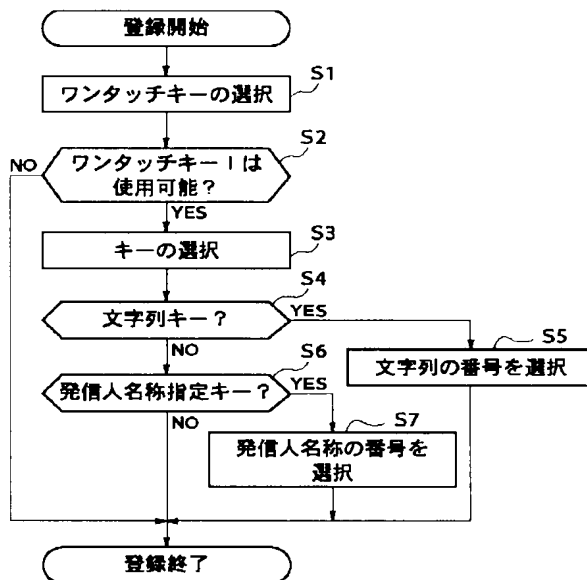 登録開始
S1
ワンタッチキーの選択
S2
NO
ワンタッチキーIは
使用可能？
YES
S3
キーの選択
S4
文字列キー？
YES
NO
S5
文字列の番号を選択
S6
発信人名称指定キー？
YES
NO
S7
発信人名称の番号を
選択
登録終了